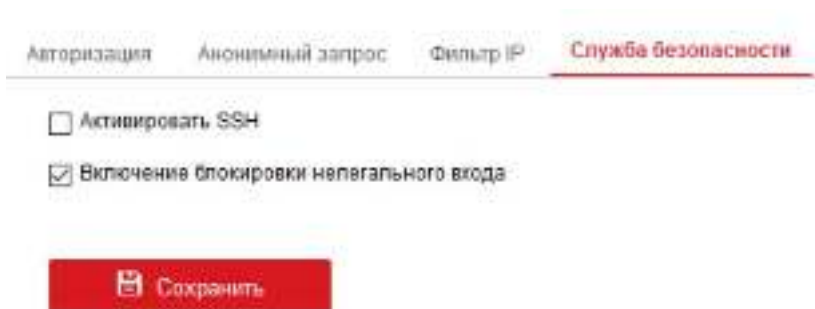 Авторизация Анонимный запрос Фильтр IP Служба безопасности
Активировать SSH
Включение блокировки нелегального входа
Сохранить